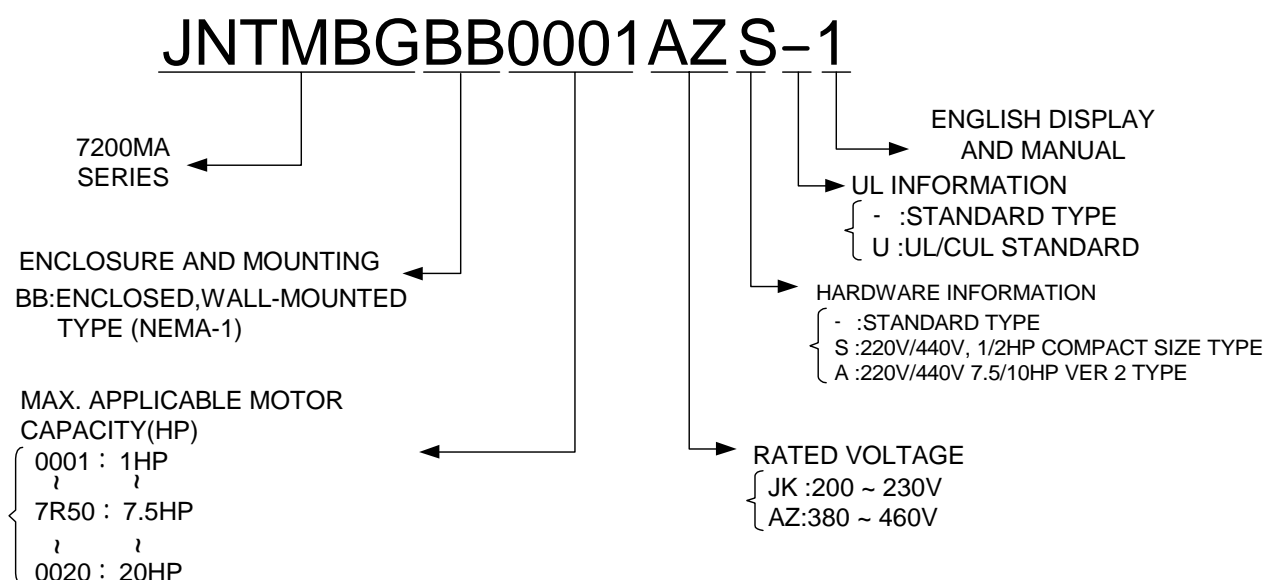 JNTMBGBB0001AZ S-1
ENGLISH DISPLAY
AND MANUAL
7200MA
SERIES
UL INFORMATION
- :STANDARD TYPE
U :UL/CUL STANDARD
ENCLOSURE AND MOUNTING
BB:ENCLOSED,WALL-MOUNTED
TYPE (NEMA-1)
HARDWARE INFORMATION
- :STANDARD TYPE
S :220V/440V, 1/2HP COMPACT SIZE TYPE
A :220V/440V 7.5/10HP VER 2 TYPE
MAX. APPLICABLE MOTOR
CAPACITY(HP)
0001 : 1HP
~ ~
7R50 : 7.5HP
~ ~
0020 : 20HP
RATED VOLTAGE
JK :200 ~ 230V
AZ:380 ~ 460V